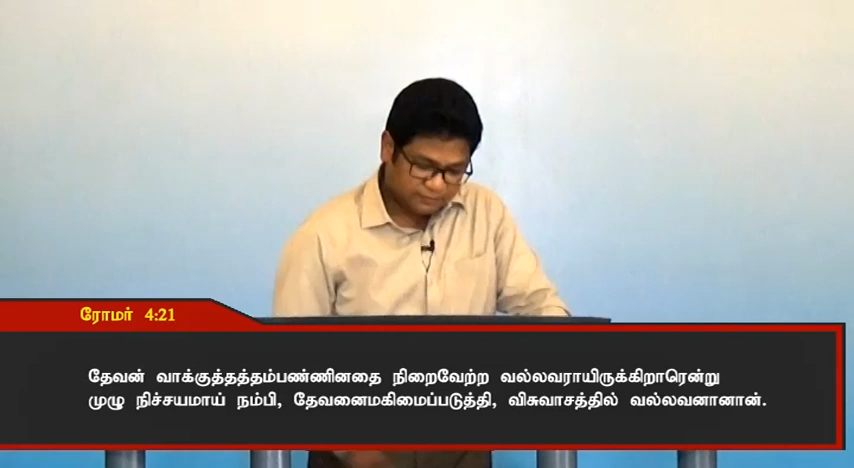 ரோமர் 4:21
தேவன் வாக்குத்தத்தம்பண்ணினதை நிறைவேற்ற வல்லவராயிருக்கிறாரென்று
முழு நிச்சயமாய் நம்பி, தேவனைமகிமைப்படுத்தி, விசுவாசத்தில் வல்லவனானான்.